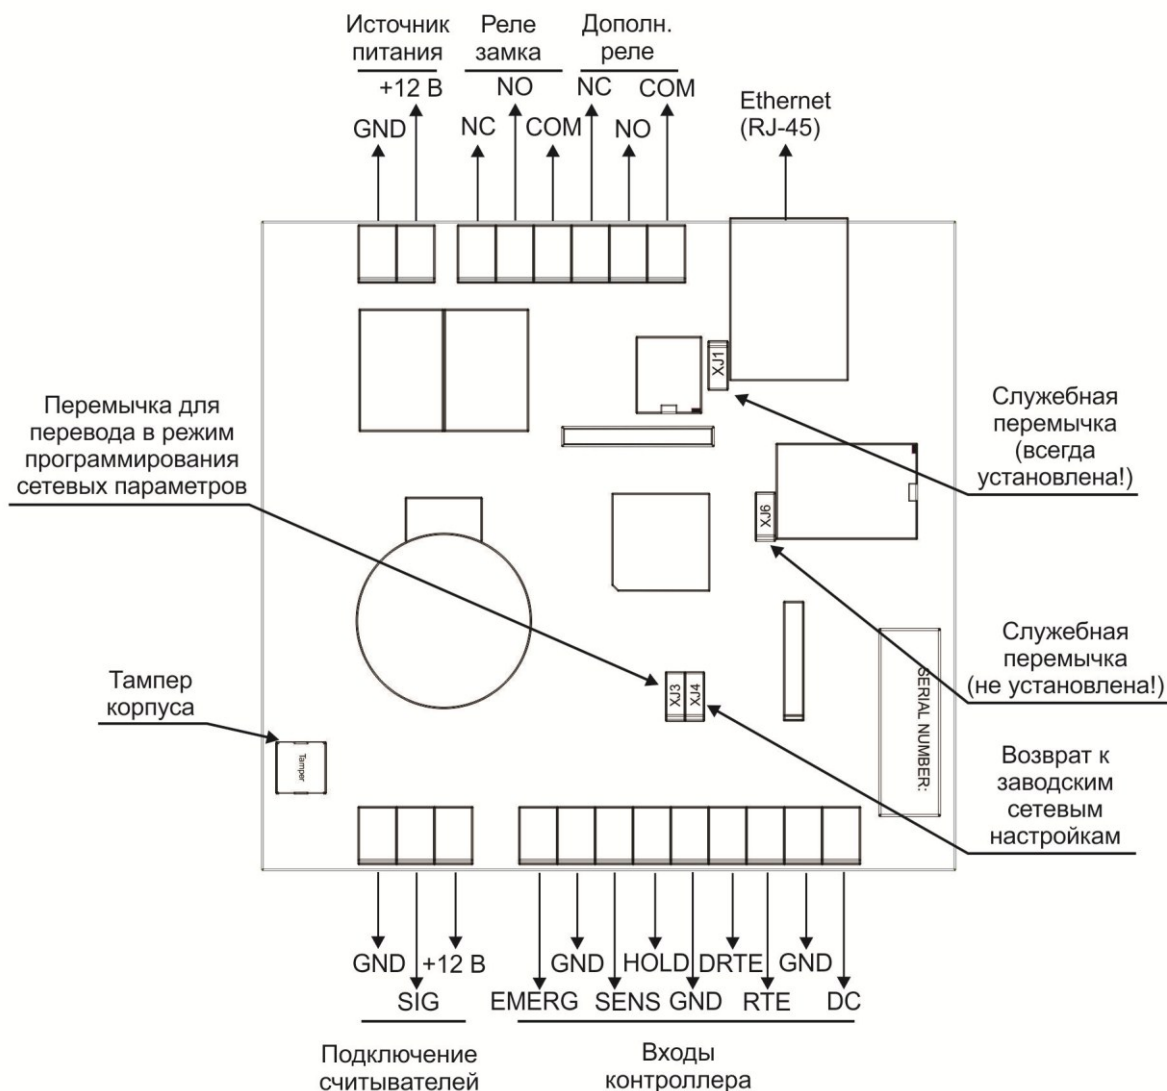 Источник
питания
Реле
замка
Дополн.
реле
+12 В
NO
NC
COM
GND
NC
COM
NO
Ethernet
(RJ-45)
XJ1
Перемычка для
перевода в режим
программирования
сетевых параметров
Служебная
перемычка
(всегда
установлена!)
XJ6
Служебная
перемычка
(не установлена!)
XJ3
XJ4
SERIAL NUMBER:
Тампер
корпуса
Tamper
Возврат к
заводским
сетевым
настройкам
GND
+12 В
GND
HOLD
DRTE
GND
SIG
EMERG
SENS
GND
RTE
DC
Подключение
считывателей
Входы
контроллера